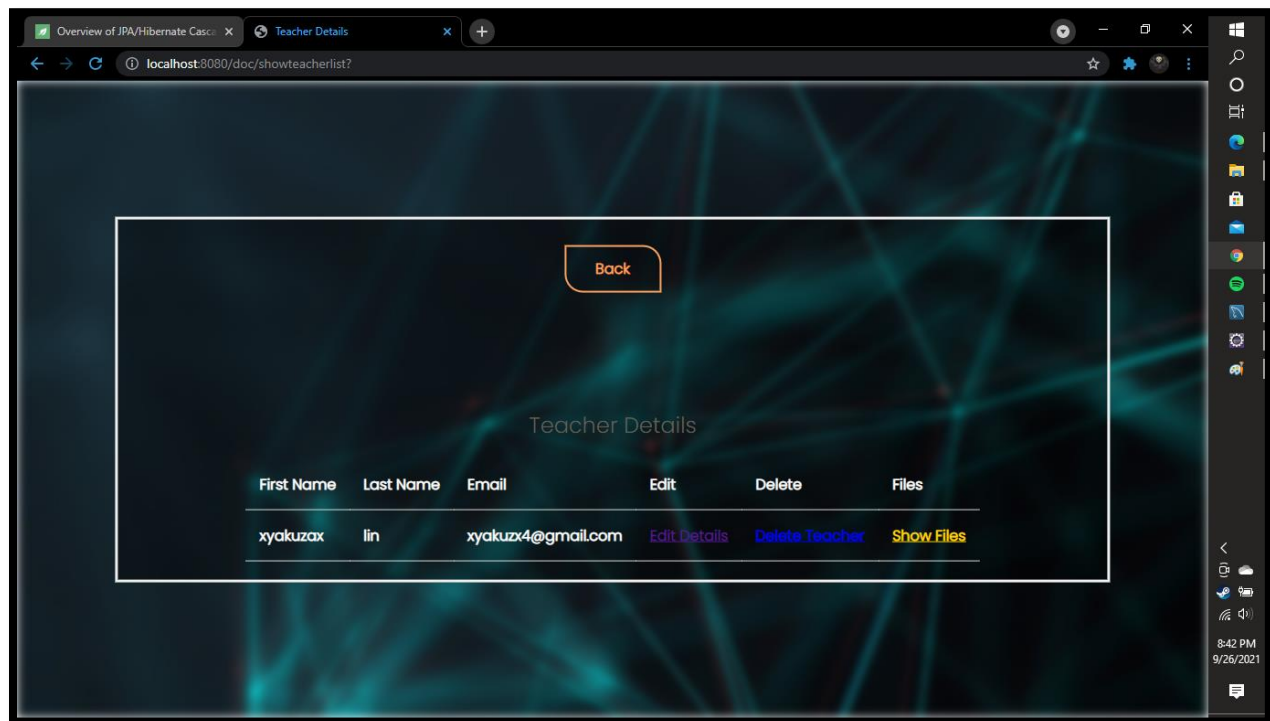 Overview of JPA/Hibernate Casca
Teacher Details
localhost:8080/doc/showteacherlist?
Back
Teacher Details
First Name Last Name Email Edit Delete Files
xyakuzax lin xyakuzx4@gmail.com Edit Details Delete Teacher Show Files
8:42 PM
9/26/2021